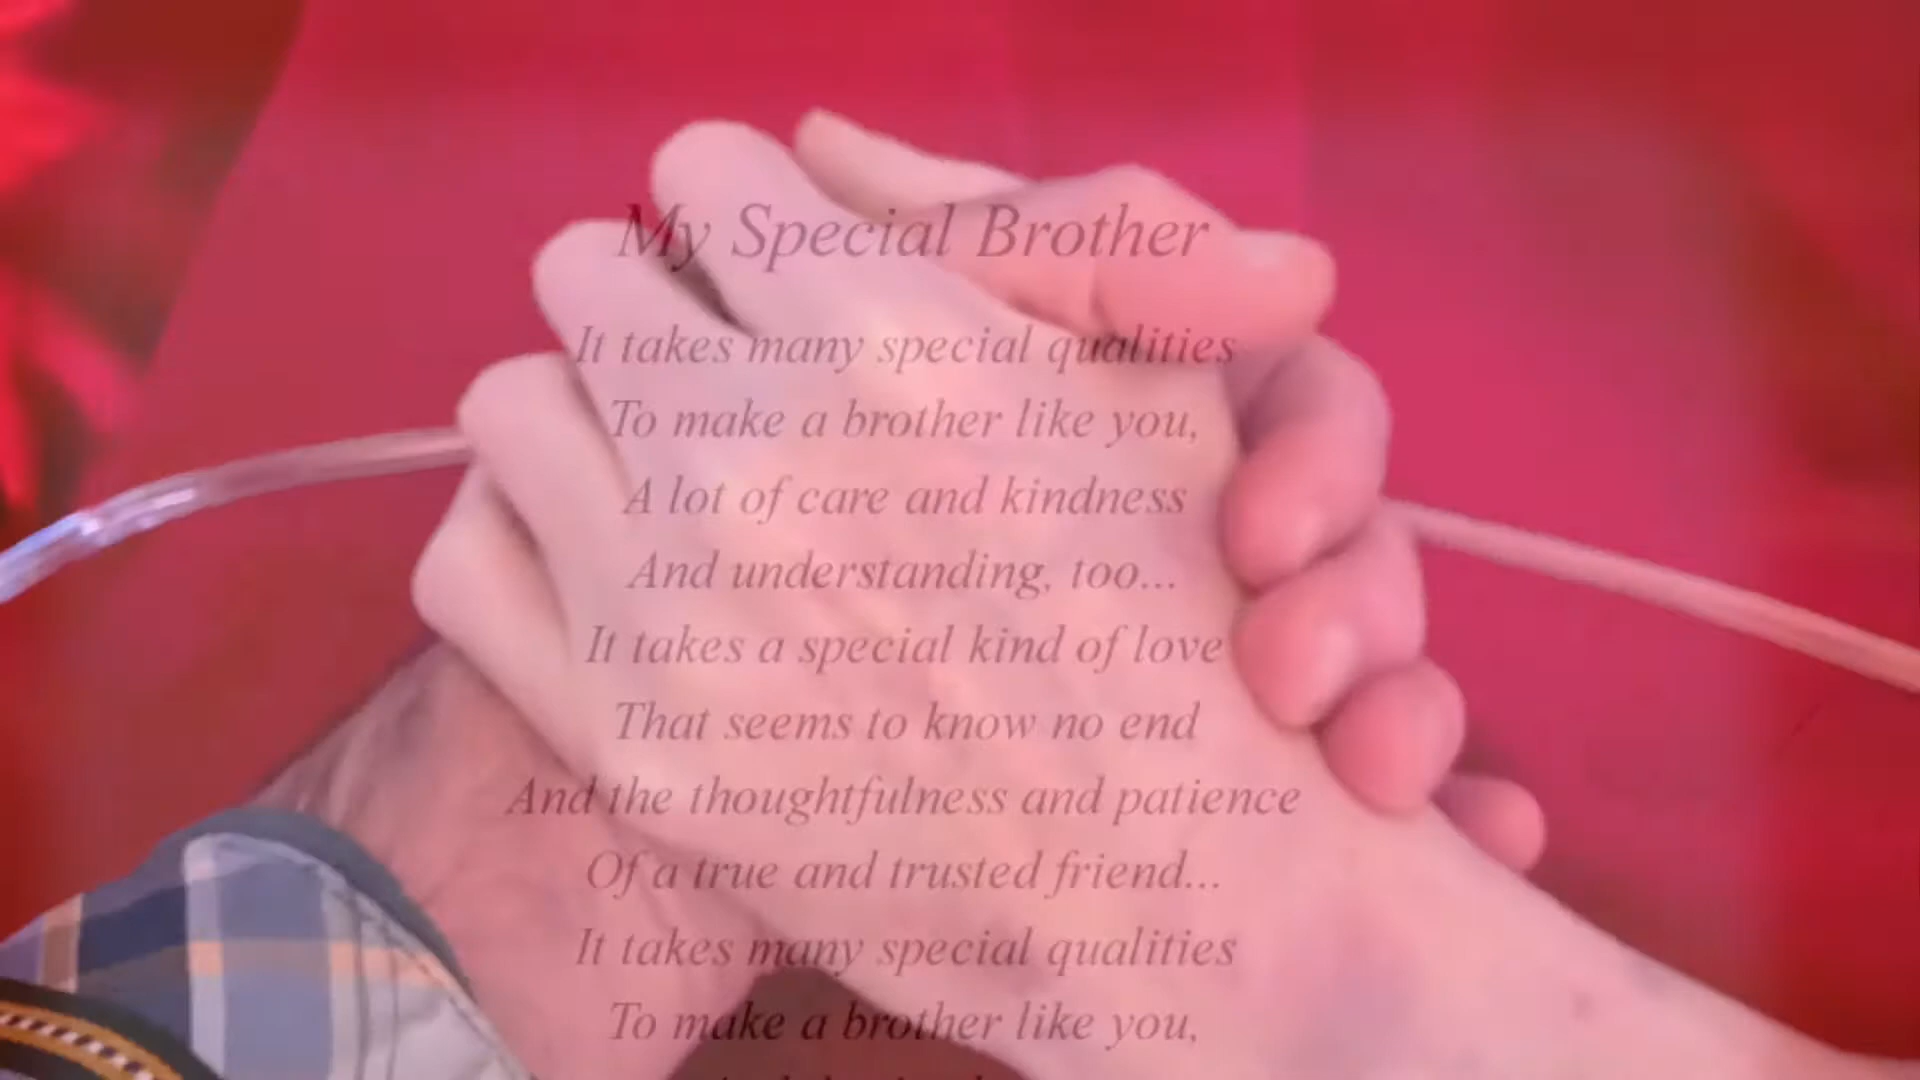 My Special Brother
It takes many special qualities
To make a brother like you,
A lot of care and kindness
And understanding, too...
It takes a special kind of love
That seems to know no end
And the thoughtfulness and patience
Of a true and trusted friend...
It takes many special qualities
To make a brother like you,